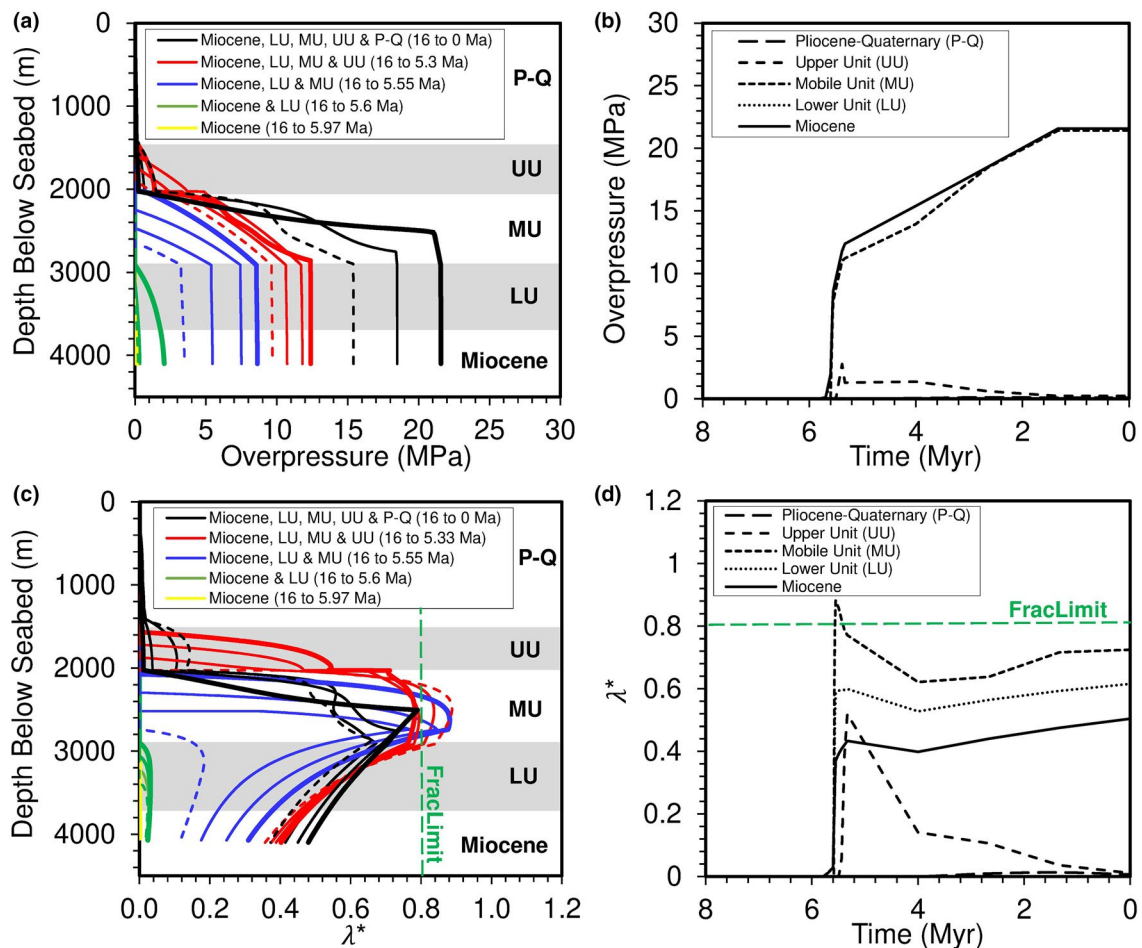 (a)
0
1000
2000
3000
4000
Depth Below Seabed (m)
Miocene, LU, MU, UU & P-Q (16 to 0 Ma)
Miocene, LU, MU & UU (16 to 5.3 Ma)
Miocene, LU & MU (16 to 5.55 Ma)
Miocene & LU (16 to 5.6 Ma)
Miocene (16 to 5.97 Ma)
P-Q
UU
MU
LU
Miocene
0 5 10 15 20 25 30
Overpressure (MPa)
(b)
30
25
20
15
10
5
0
Overpressure (MPa)
Pliocene-Quaternary (P-Q)
Upper Unit (UU)
Mobile Unit (MU)
Lower Unit (LU)
Miocene
8 6 4 2 0
Time (Myr)
(c)
0
1000
2000
3000
4000
Depth Below Seabed (m)
Miocene, LU, MU, UU & P-Q (16 to 0 Ma)
Miocene, LU, MU & UU (16 to 5.33 Ma)
Miocene, LU & MU (16 to 5.55 Ma)
Miocene & LU (16 to 5.6 Ma)
Miocene (16 to 5.97 Ma)
P-Q
UU
MU
LU
FracLimit
Miocene
0.0 0.2 0.4 0.6 0.8 1.0 1.2
λ*
(d)
1.2
1
0.8
0.6
0.4
0.2
0
λ*
Pliocene-Quaternary (P-Q)
Upper Unit (UU)
Mobile Unit (MU)
Lower Unit (LU)
Miocene
FracLimit
8 6 4 2 0
Time (Myr)